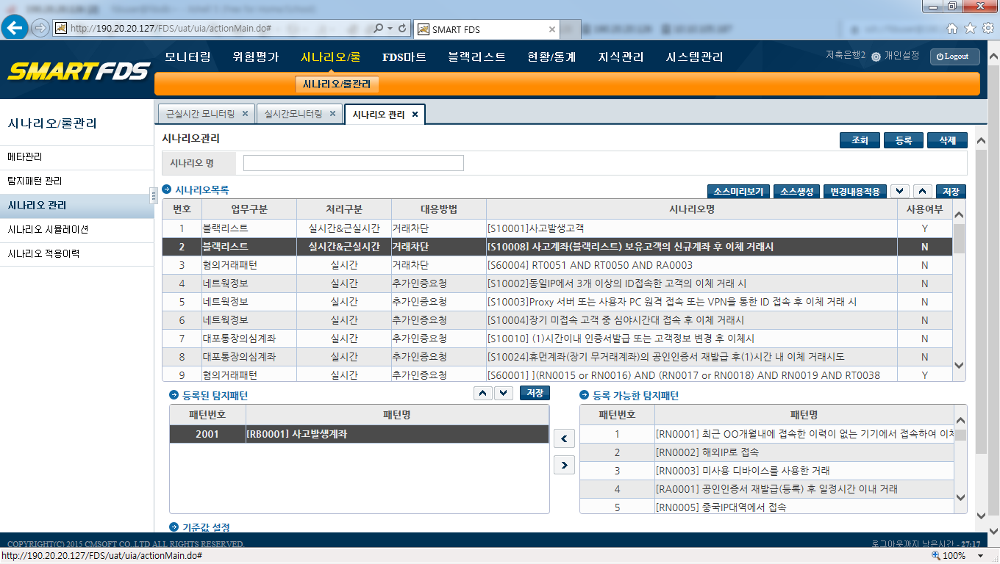 http://190.20.20.127/FDS/uat/uia/actionMain.do#
SMART FDS
SMARTFDS
모니터링 위험평가 시나리오/룰 FDS마트 블랙리스트 현황/통계 지식관리 시스템관리
저축은행2 개인설정 Logout
시나리오/룰관리
시나리오/룰관리
메타관리
탐지패턴 관리
시나리오 관리
시나리오 시뮬레이션
시나리오 적용이력
근실시간 모니터링 실시간모니터링 시나리오 관리
시나리오관리
조회 등록 삭제
시나리오 명
시나리오목록
소스미리보기 소스생성 변경내용적용 저장
번호 업무구분 처리구분 대응방법 시나리오명 사용여부
1 블랙리스트 실시간&근실시간 거래차단 [S10001]사고발생고객 Y
2 블랙리스트 실시간&근실시간 거래차단 [S10008] 사고계좌(블랙리스트) 보유고객의 신규계좌 후 이체 거래시 N
3 혐의거래패턴 실시간 거래차단 [S60004] RT0051 AND RT0050 AND RA0003 N
4 네트웍정보 실시간 추가인증요청 [S10002]동일IP에서 3개 이상의 ID접속한 고객의 이체 거래 시 N
5 네트웍정보 실시간 추가인증요청 [S10003]Proxy 서버 또는 사용자 PC 원격 접속 또는 VPN을 통한 ID 접속 후 이체 거래 시 N
6 네트웍정보 실시간 추가인증요청 [S10004]장기 미접속 고객 중 심야시간대 접속 후 이체 거래시 N
7 대포통장의심계좌 실시간 추가인증요청 [S10010] (1)시간이내 인증서발급 또는 고객정보 변경 후 이체시 N
8 대포통장의심계좌 실시간 추가인증요청 [S10024]휴먼계좌(장기 무거래계좌)의 공인인증서 재발급 후(1)시간 내 이체 거래시도 N
9 혐의거래패턴 실시간 추가인증요청 [S60001] ](RN0015 or RN0016) AND (RN0017 or RN0018) AND RN0019 AND RT0038 Y
등록된 탐지패턴
저장
패턴번호 패턴명
2001 [RB0001] 사고발생계좌
등록 가능한 탐지패턴
패턴번호 패턴명
1 [RN0001] 최근 OO개월내에 접속한 이력이 없는 기기에서 접속하여 이체
2 [RN0002] 해외IP로 접속
3 [RN0003] 미사용 디바이스를 사용한 거래
4 [RA0001] 공인인증서 재발급(등록) 후 일정시간 이내 거래
5 [RN0005] 중국IP대역에서 접속
기준값 설정
COPYRIGHT(C) 2015 CMSOFT CO.,LTD ALL RIGHTS RESERVED.
로그아웃까지 남은시간 - 27:17
http://190.20.20.127/FDS/uat/uia/actionMain.do#
100%